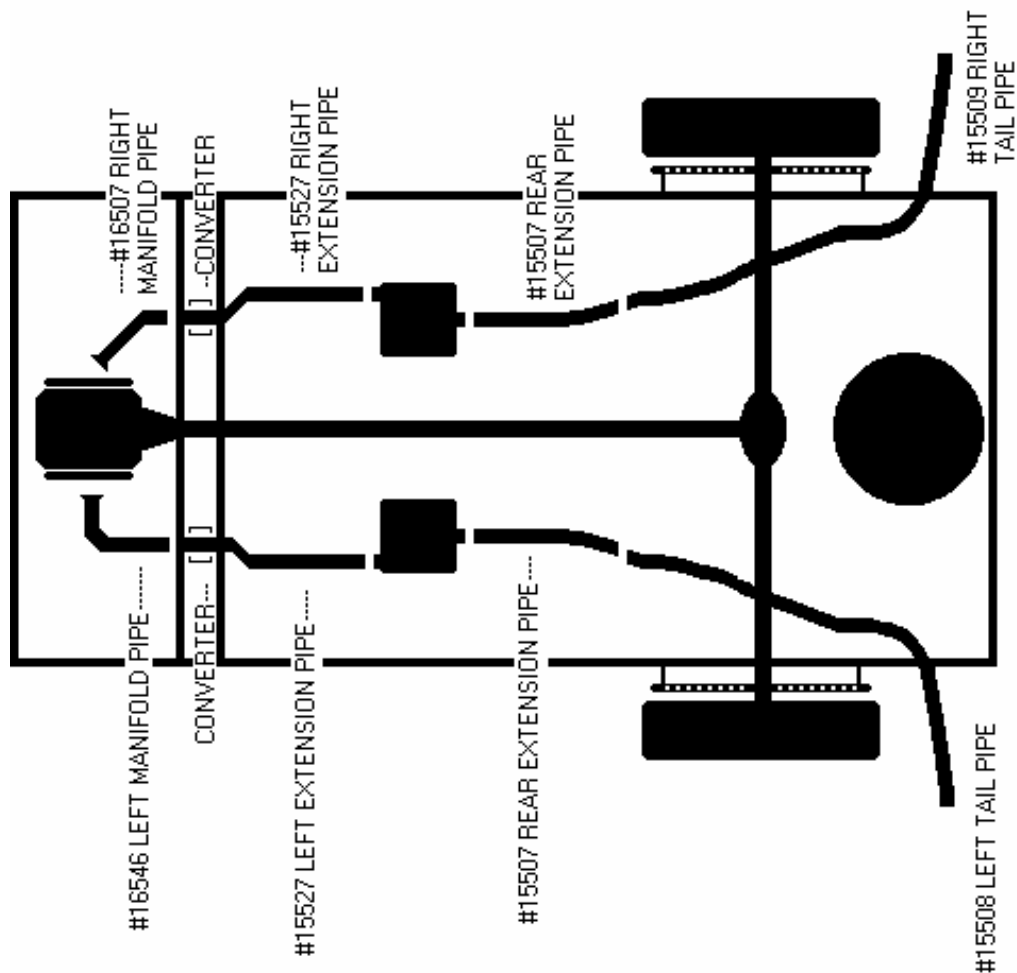 ----#16507 RIGHT
MANIFOLD PIPE
[ ] --CONVERTER
---#15527 RIGHT
EXTENSION PIPE
#15507 REAR
EXTENSION PIPE
#15509 RIGHT
TAIL PIPE
#16546 LEFT MANIFOLD PIPE-------
CONVERTER--- [ ]
#15527 LEFT EXTENSION PIPE-----
#15507 REAR EXTENSION PIPE----
#15508 LEFT TAIL PIPE